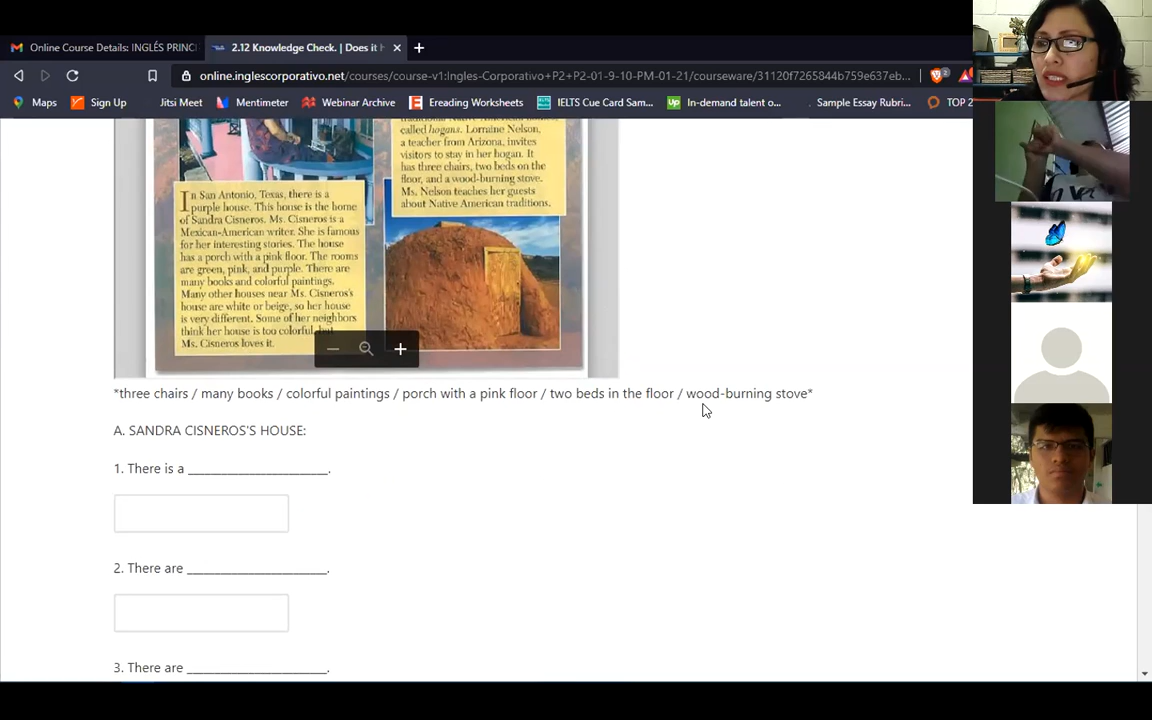 Online Course Details: INGLÉS PRINCI
2.12 Knowledge Check. | Does it h
online.inglescorporativo.net/courses/course-v1:Ingles-Corporativo+P2+P2-01-9-10-PM-01-21/courseware/31120f7265844b759e637eb...
2
Maps
Sign Up
Jitsi Meet
Mentimeter
Webinar Archive
Ereading Worksheets
IELTS Cue Card Sam...
Up
In-demand talent o...
Sample Essay Rubri...
TOP 2
called hogans. Lorraine Nelson,
a teacher from Arizona, invites
visitors to stay in her hogan. It
has three chairs, two beds on the
floor, and a wood-burning stove.
Ms. Nelson teaches her guests
about Native American traditions.
In San Antonio, Texas, there is a
purple house. This house is the home
of Sandra Cisneros. Ms. Cisneros is a
Mexican-American writer. She is famous
for her interesting stories. The house
has a porch with a pink floor. The rooms
are green, pink, and purple. There are
many books and colorful paintings.
Many other houses near Ms. Cisneros's
house are white or beige, so her house
is very different. Some of her neighbors
think her house is too colorful, but
Ms. Cisneros loves it.
*three chairs / many books / colorful paintings / porch with a pink floor / two beds in the floor / wood-burning stove*
A. SANDRA CISNEROS'S HOUSE:
1. There is a ______________________.
2. There are ______________________.
3. There are ______________________.